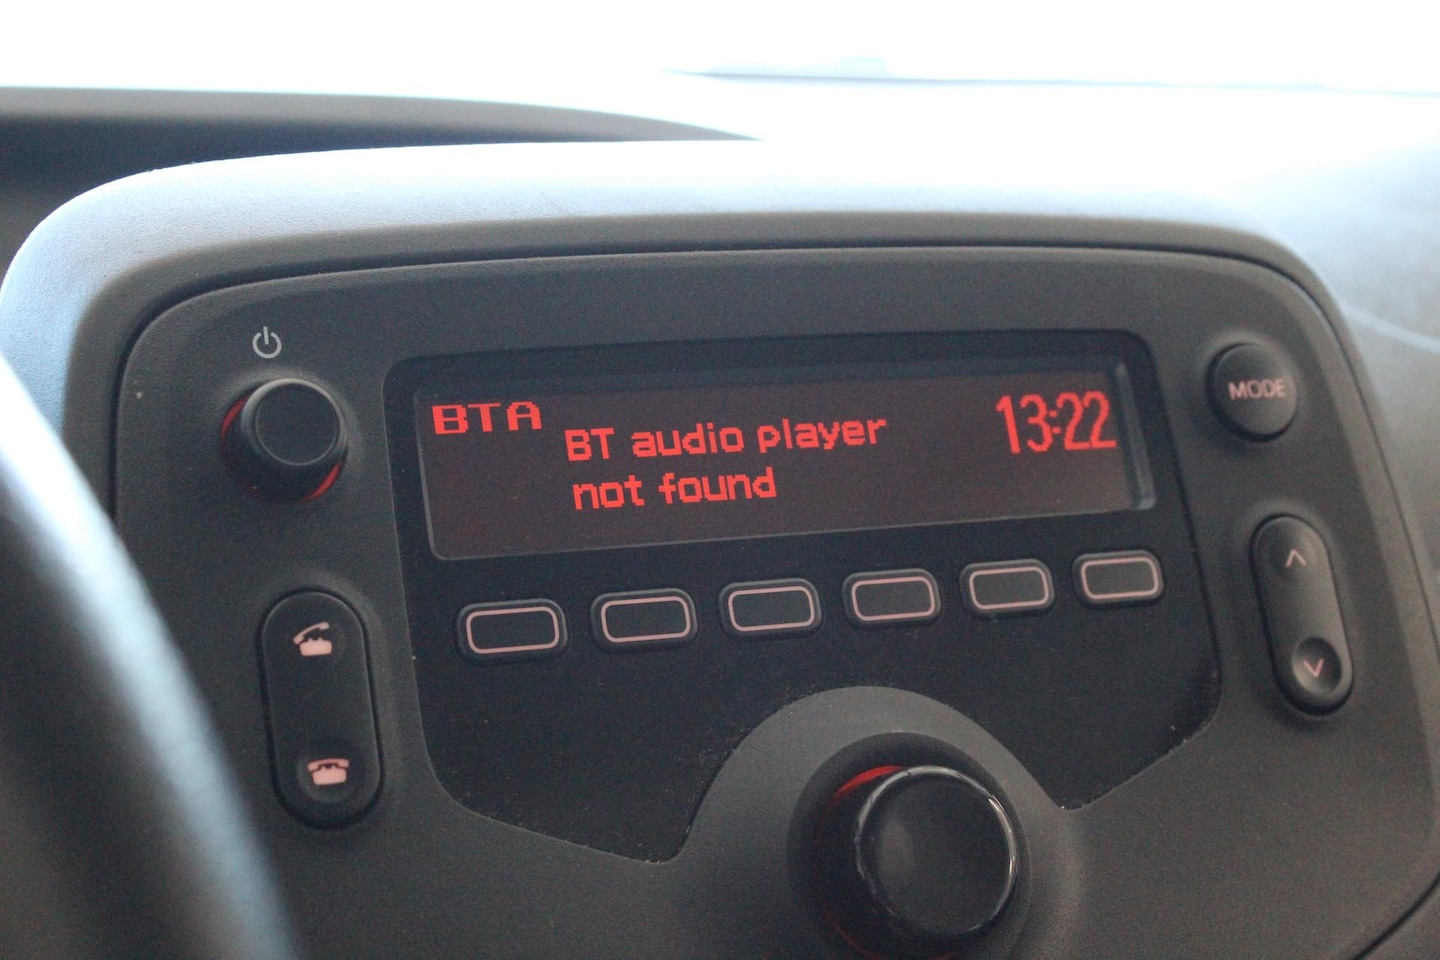 BTA
BT audio player
not found
13:22
MODE